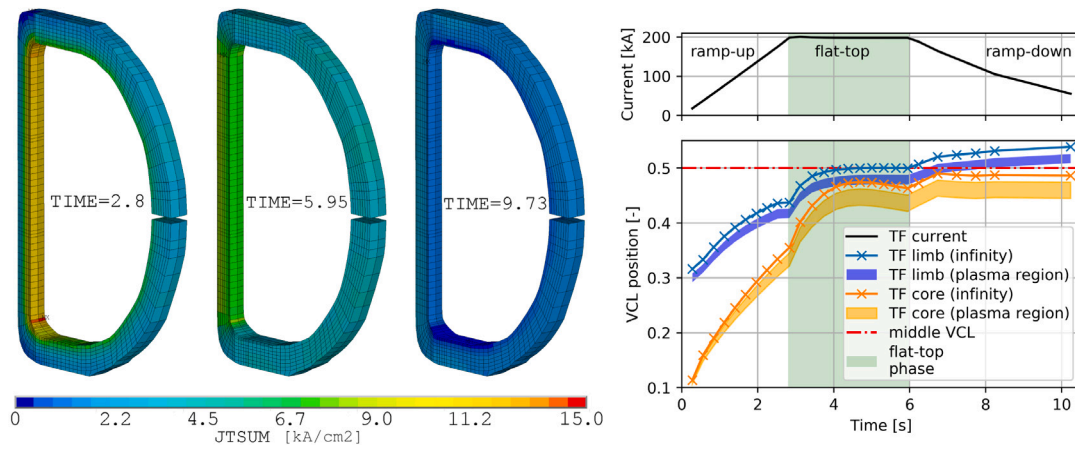 TIME=2.8
TIME=5.95
TIME=9.73
0
2.2
4.5
6.7
9.0
11.2
15.0
JTSUM [kA/cm2]
Current [kA]
200
100
0
ramp-up
flat-top
ramp-down
VCL position [-]
0.5
0.4
0.3
0.2
0.1
TF current
TF limb (infinity)
TF limb (plasma region)
TF core (infinity)
TF core (plasma region)
middle VCL
flat-top
phase
0
2
4
6
8
10
Time [s]